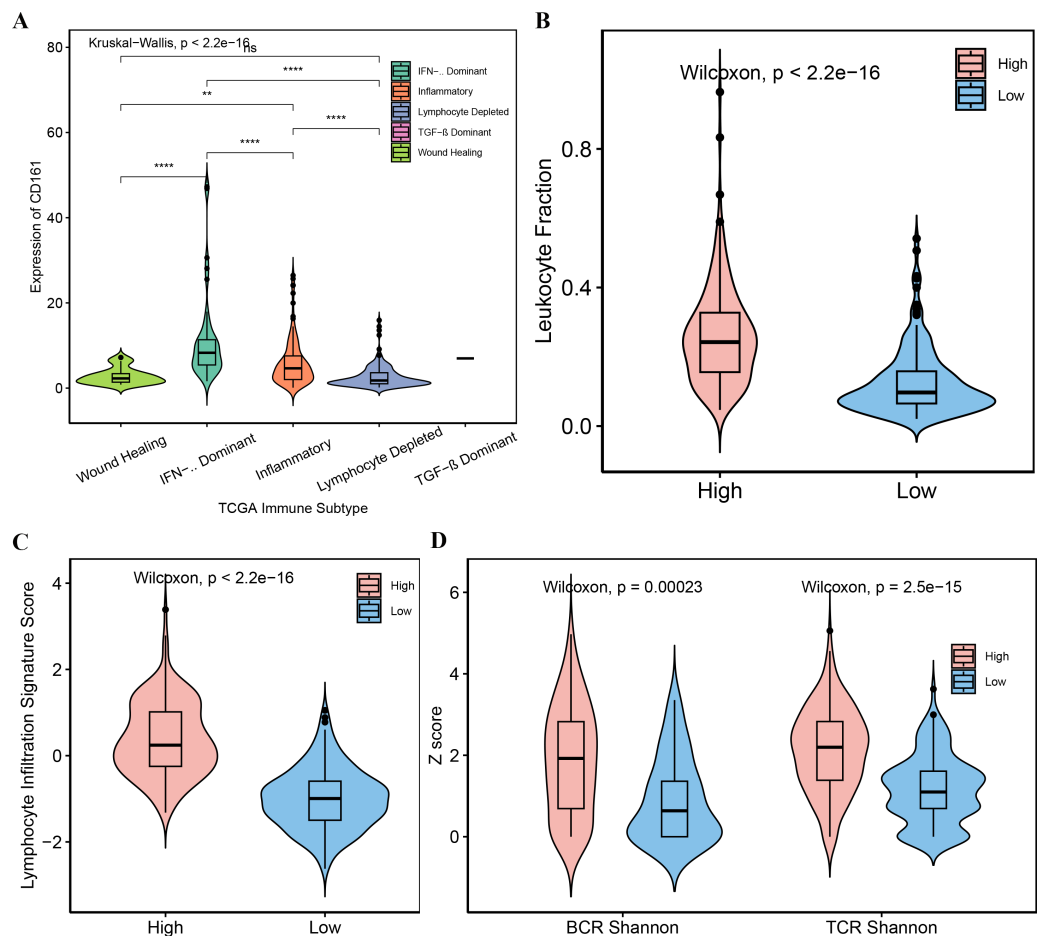 A
Kruskal-Wallis, p < 2.2e−16
ns
****
**
****
****
****
IFN−.. Dominant
Inflammatory
Lymphocyte Depleted
TGF−ß Dominant
Wound Healing
80
60
40
20
0
Expression of CD161
Wound Healing
IFN−.. Dominant
Inflammatory
Lymphocyte Depleted
TGF−ß Dominant
TCGA Immune Subtype
B
Wilcoxon, p < 2.2e−16
High
Low
0.8
0.4
0.0
Leukocyte Fraction
High
Low
C
Wilcoxon, p < 2.2e−16
High
Low
4
2
0
−2
Lymphocyte Infiltration Signature Score
High
Low
D
Wilcoxon, p = 0.00023
Wilcoxon, p = 2.5e−15
High
Low
6
4
2
0
Z score
BCR Shannon
TCR Shannon